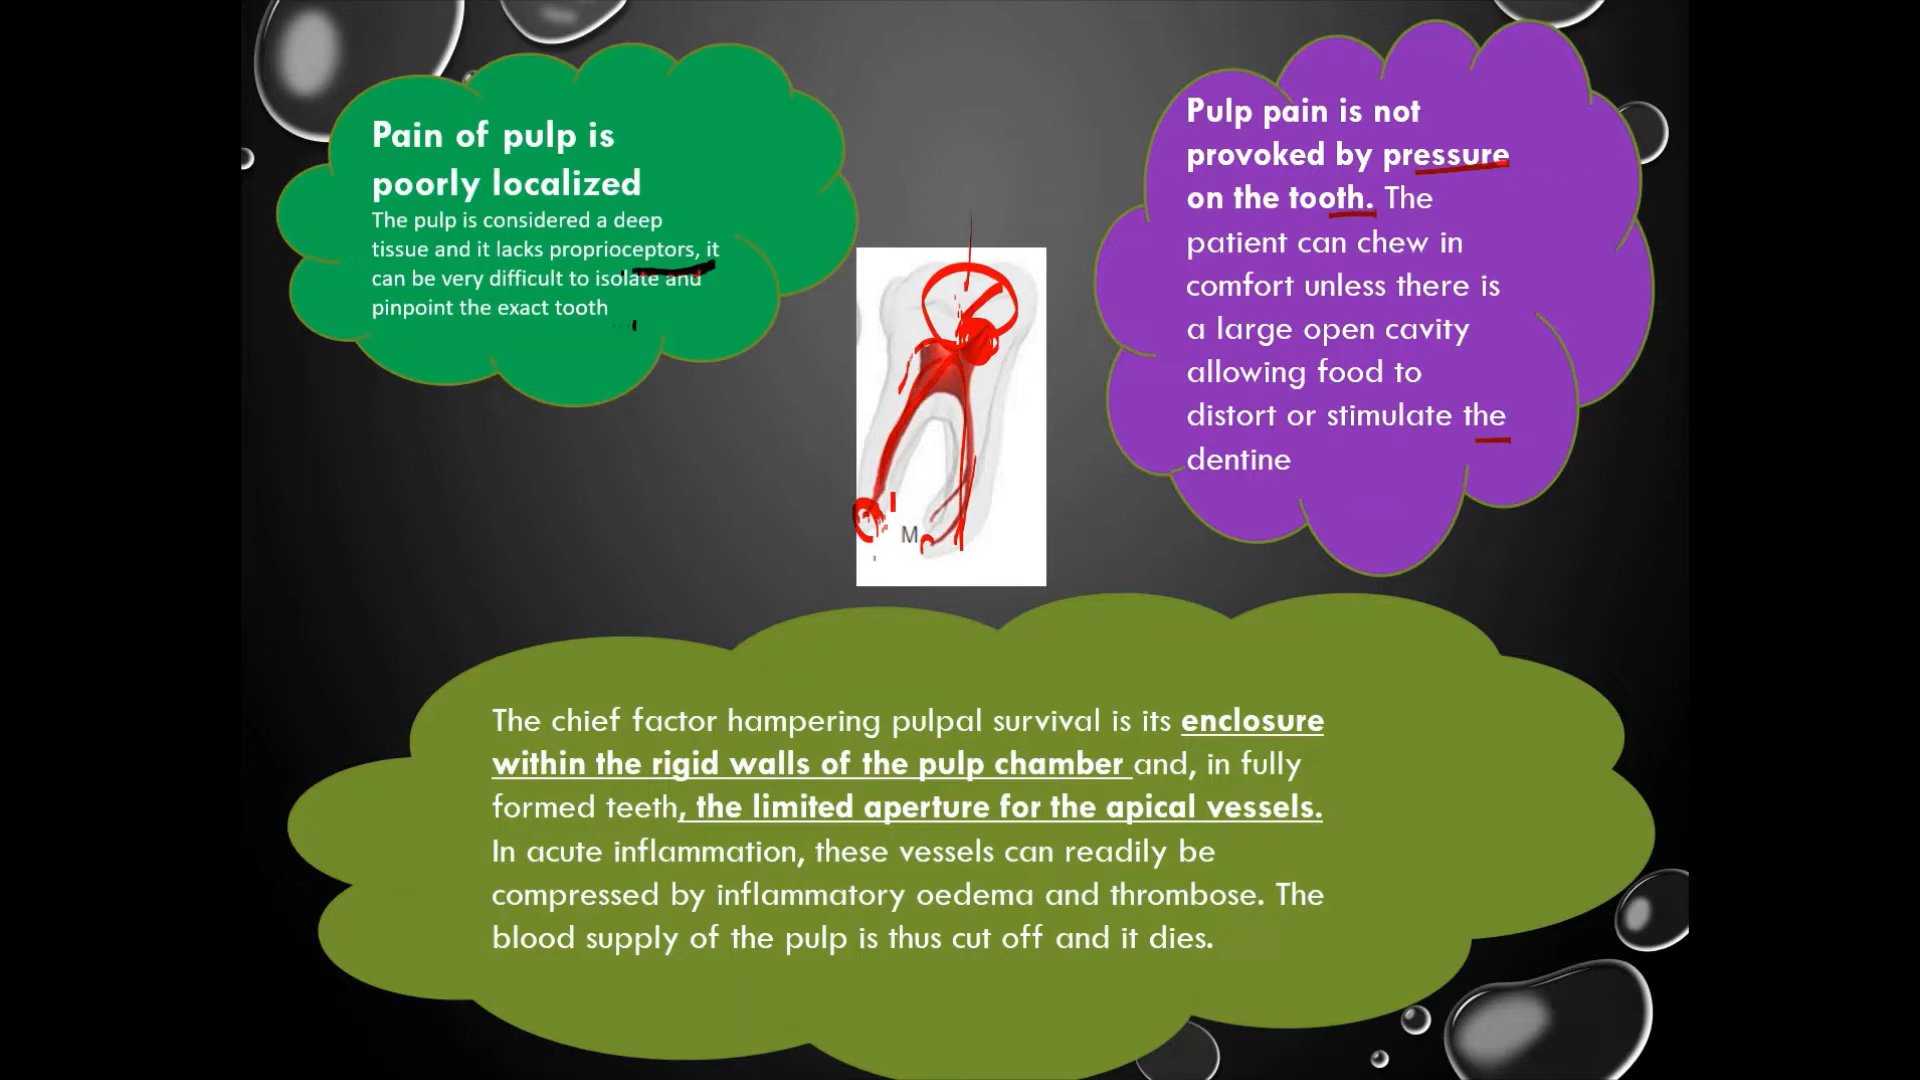 Pain of pulp is
poorly localized
The pulp is considered a deep
tissue and it lacks proprioceptors, it
can be very difficult to isolate and
pinpoint the exact tooth
Pulp pain is not
provoked by pressure
on the tooth. The
patient can chew in
comfort unless there is
a large open cavity
allowing food to
distort or stimulate the
dentine
M
The chief factor hampering pulpal survival is its enclosure
within the rigid walls of the pulp chamber and, in fully
formed teeth, the limited aperture for the apical vessels.
In acute inflammation, these vessels can readily be
compressed by inflammatory oedema and thrombose. The
blood supply of the pulp is thus cut off and it dies.